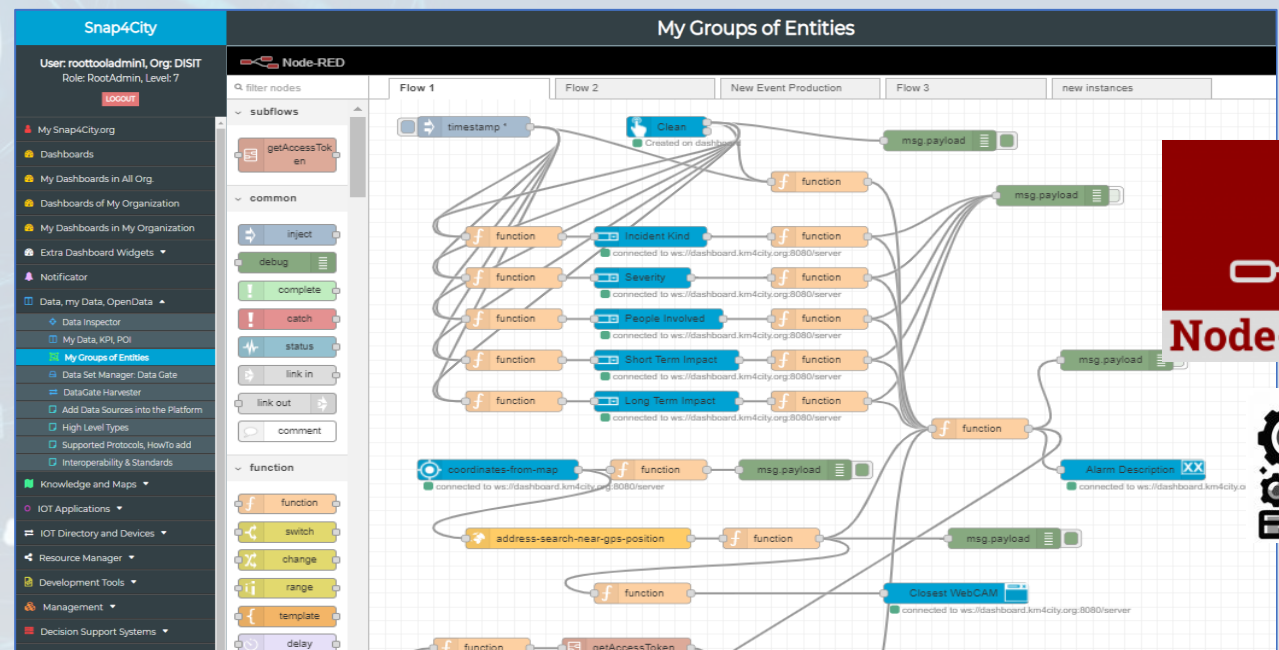 Snap4City
My Groups of Entities
User: roottooladmin1, Org: DISIT
Role: RootAdmin, Level: 7
LOGOUT
My Snap4City.org
Dashboards
My Dashboards in All Org.
Dashboards of My Organization
My Dashboards in My Organization
Extra Dashboard Widgets
Notificator
Data, my Data, OpenData
Data Inspector
My Data, KPI, POI
My Groups of Entities
Data Set Manager: Data Gate
DataGate Harvester
Add Data Sources into the Platform
High Level Types
Supported Protocols, HowTo add
Interoperability & Standards
Knowledge and Maps
IOT Applications
IOT Directory and Devices
Resource Manager
Development Tools
Management
Decision Support Systems
Node-RED
filter nodes
subflows
getAccessTok
en
common
inject
debug
complete
catch
status
link in
link out
comment
function
function
switch
change
range
template
delay
Flow 1
Flow 2
New Event Production
Flow 3
new instances
timestamp *
Clean
Created on dashboard
msg.payload
function
msg.payload
function
Incident Kind
function
connected to ws://dashboard.km4city.org:8080/server
function
Severity
function
connected to ws://dashboard.km4city.org:8080/server
function
People Involved
function
connected to ws://dashboard.km4city.org:8080/server
function
Short Term Impact
function
msg.payload
connected to ws://dashboard.km4city.org:8080/server
function
Long Term Impact
function
connected to ws://dashboard.km4city.org:8080/server
function
coordinates-from-map
function
msg.payload
Alarm Description
connected to ws://dashboard.km4city.org:8080/server
connected to ws://dashboard.km4city.o
address-search-near-gps-position
function
msg.payload
function
Closest WebCAM
connected to ws://dashboard.km4city.org:8080/server
function
getAccessToken
Node